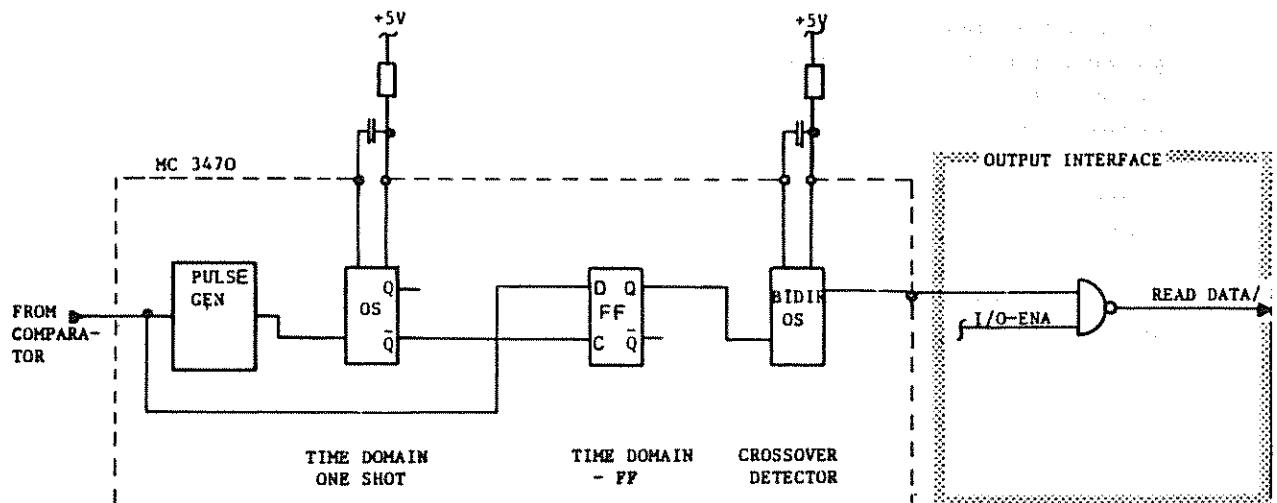 +5V
+5V
MC 3470
OUTPUT INTERFACE
PULSE
GEN
OS
Q
Q̅
D Q
FF
C Q̅
BIDIR
OS
FROM
COMPARA-
TOR
I/O-ENA
READ DATA/
TIME DOMAIN
ONE SHOT
TIME DOMAIN
- FF
CROSSOVER
DETECTOR